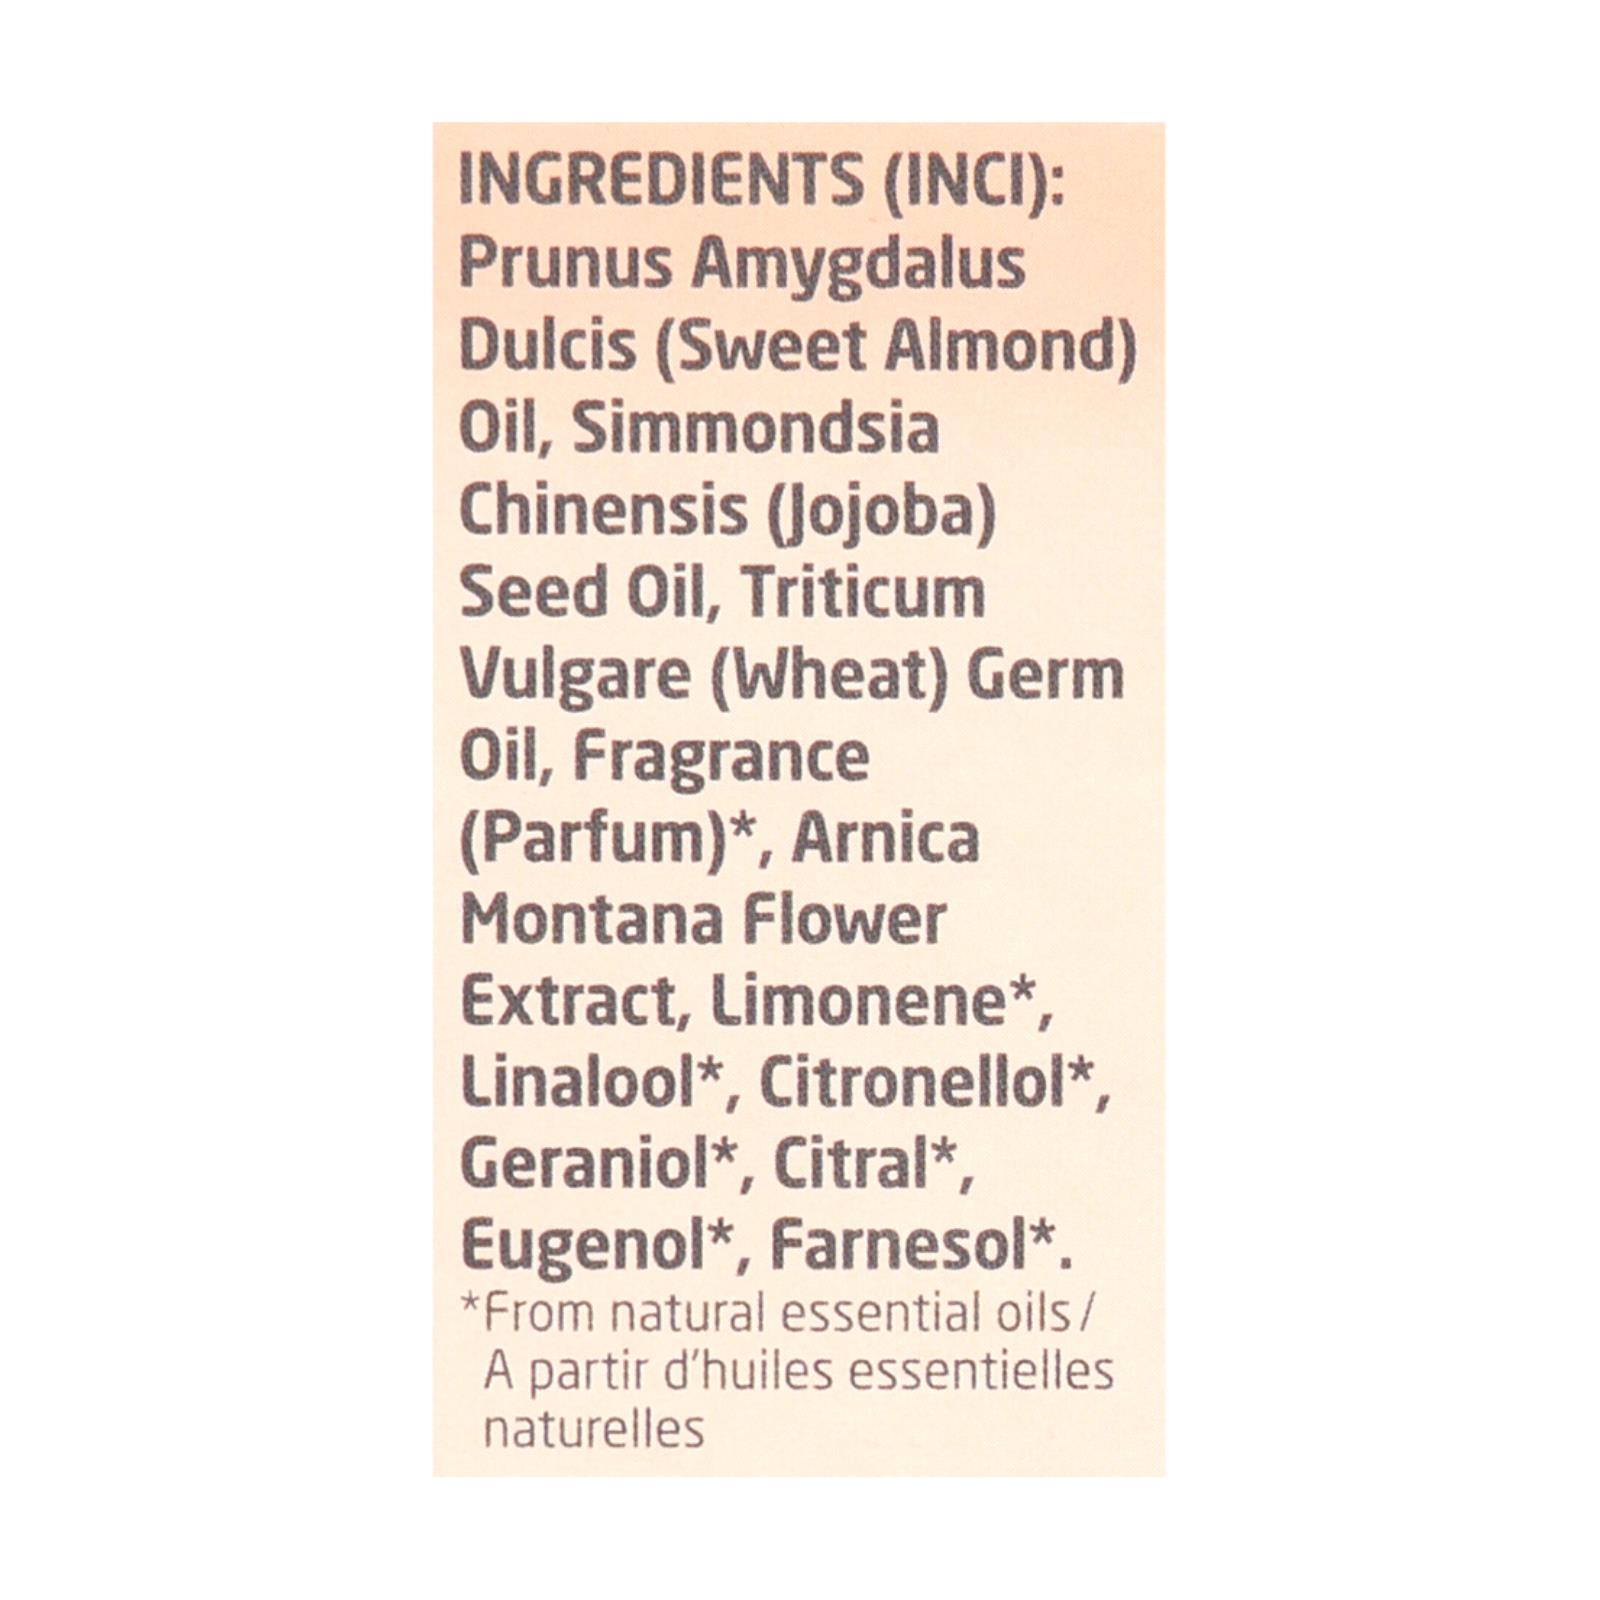 INGREDIENTS (INCI):
Prunus Amygdalus
Dulcis (Sweet Almond)
Oil, Simmondsia
Chinensis (Jojoba)
Seed Oil, Triticum
Vulgare (Wheat) Germ
Oil, Fragrance
(Parfum)*, Arnica
Montana Flower
Extract, Limonene*,
Linalool*, Citronellol*,
Geraniol*, Citral*,
Eugenol*, Farnesol*.
*From natural essential oils/
A partir d'huiles essentielles
naturelles